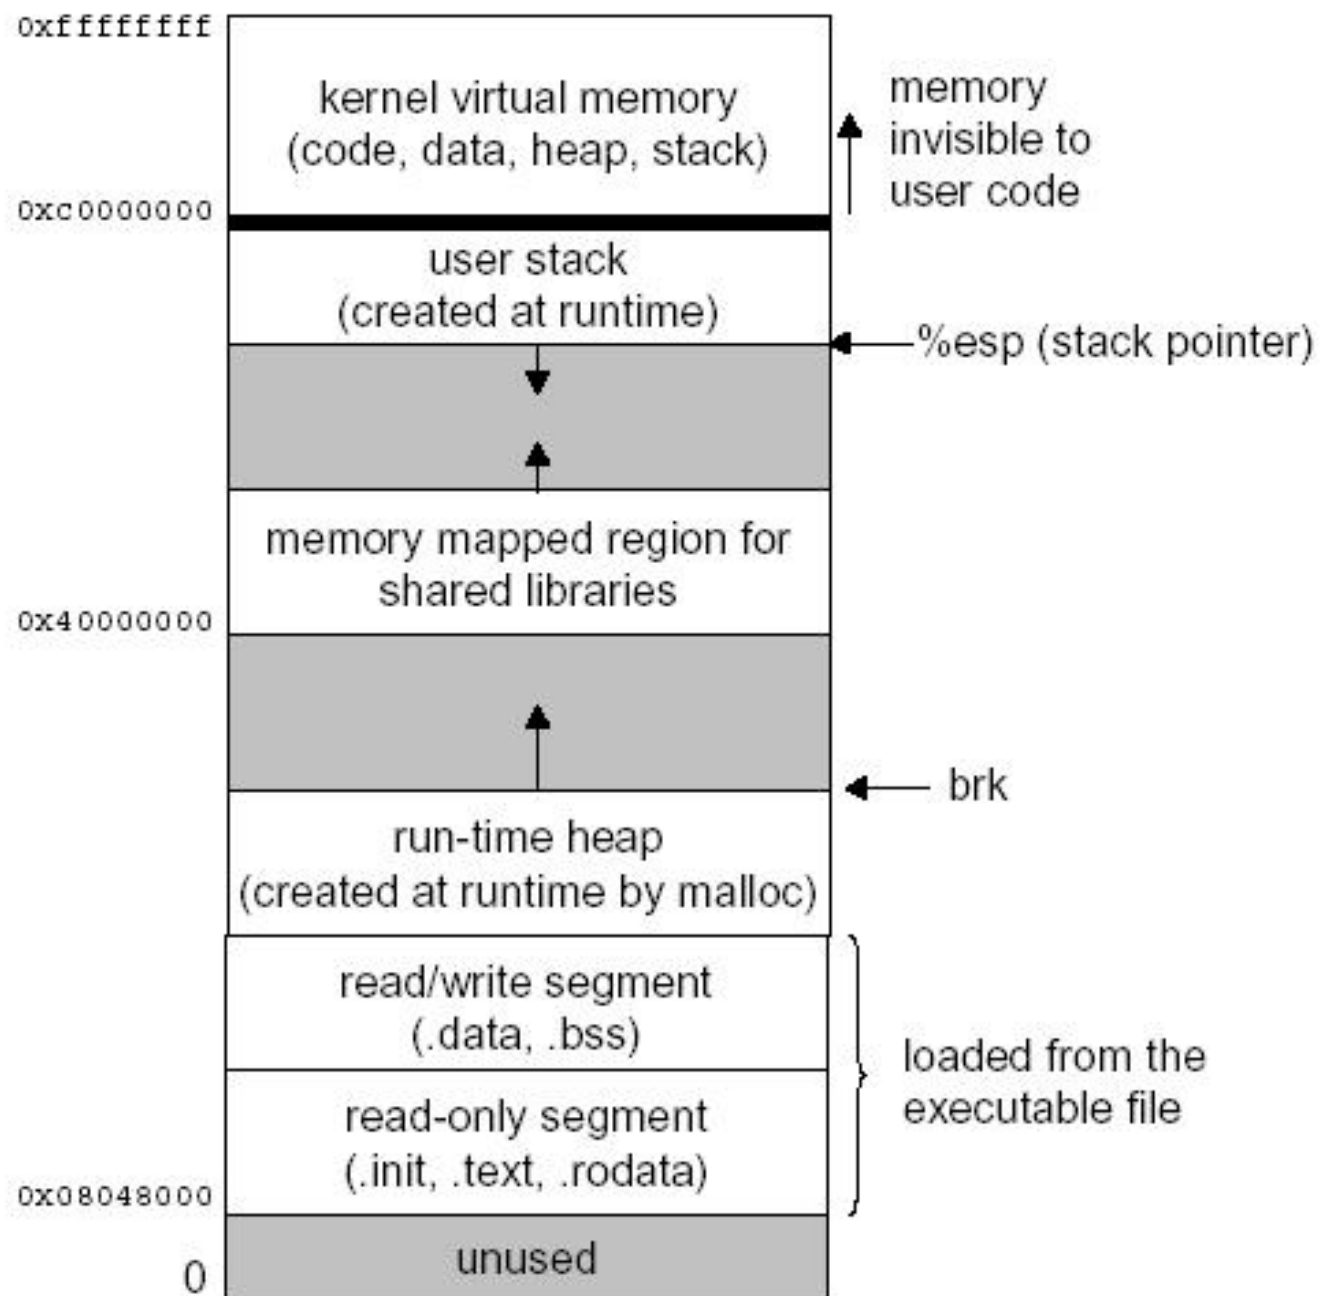 0xffffffff
kernel virtual memory
(code, data, heap, stack)
memory
invisible to
user code
0xc0000000
user stack
(created at runtime)
%esp (stack pointer)
memory mapped region for
shared libraries
0x40000000
brk
run-time heap
(created at runtime by malloc)
read/write segment
(.data, .bss)
loaded from the
executable file
read-only segment
(.init, .text, .rodata)
0x08048000
unused
0